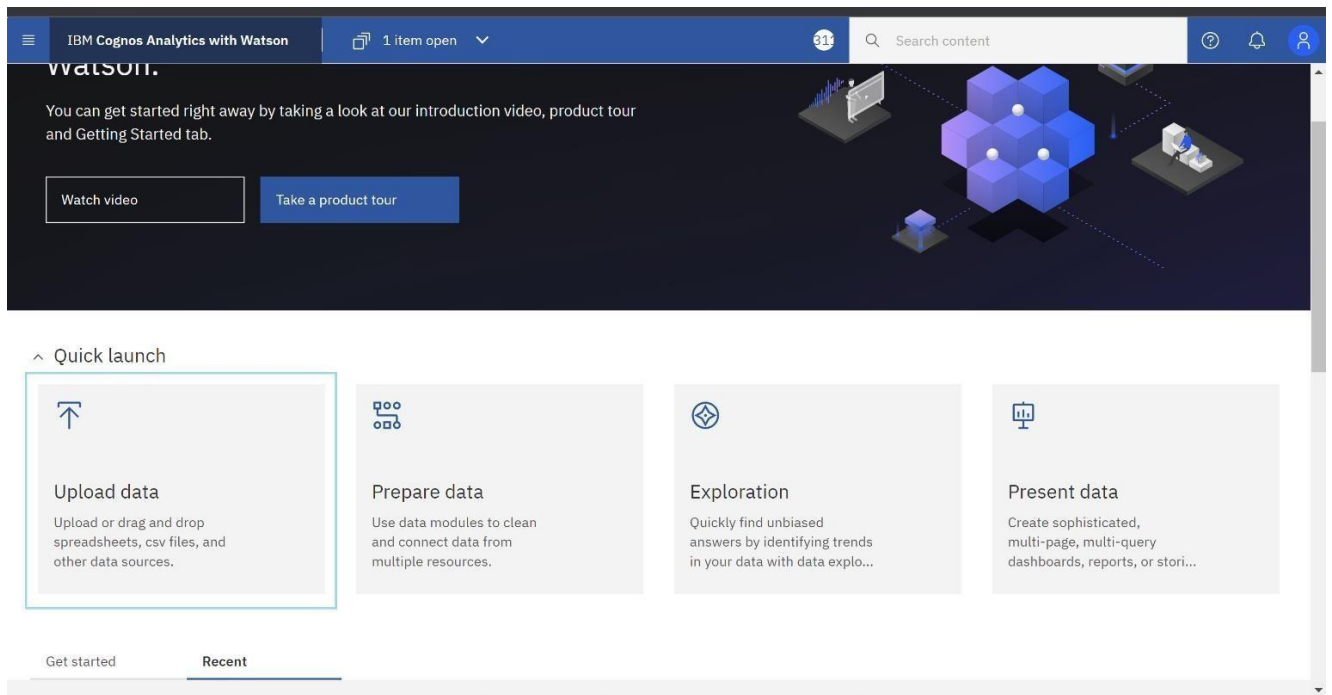 IBM Cognos Analytics with Watson
1 item open
311
Search content
Watson.
You can get started right away by taking a look at our introduction video, product tour
and Getting Started tab.
Watch video
Take a product tour
Quick launch
Upload data
Upload or drag and drop
spreadsheets, csv files, and
other data sources.
Prepare data
Use data modules to clean
and connect data from
multiple resources.
Exploration
Quickly find unbiased
answers by identifying trends
in your data with data explo...
Present data
Create sophisticated,
multi-page, multi-query
dashboards, reports, or stori...
Get started
Recent